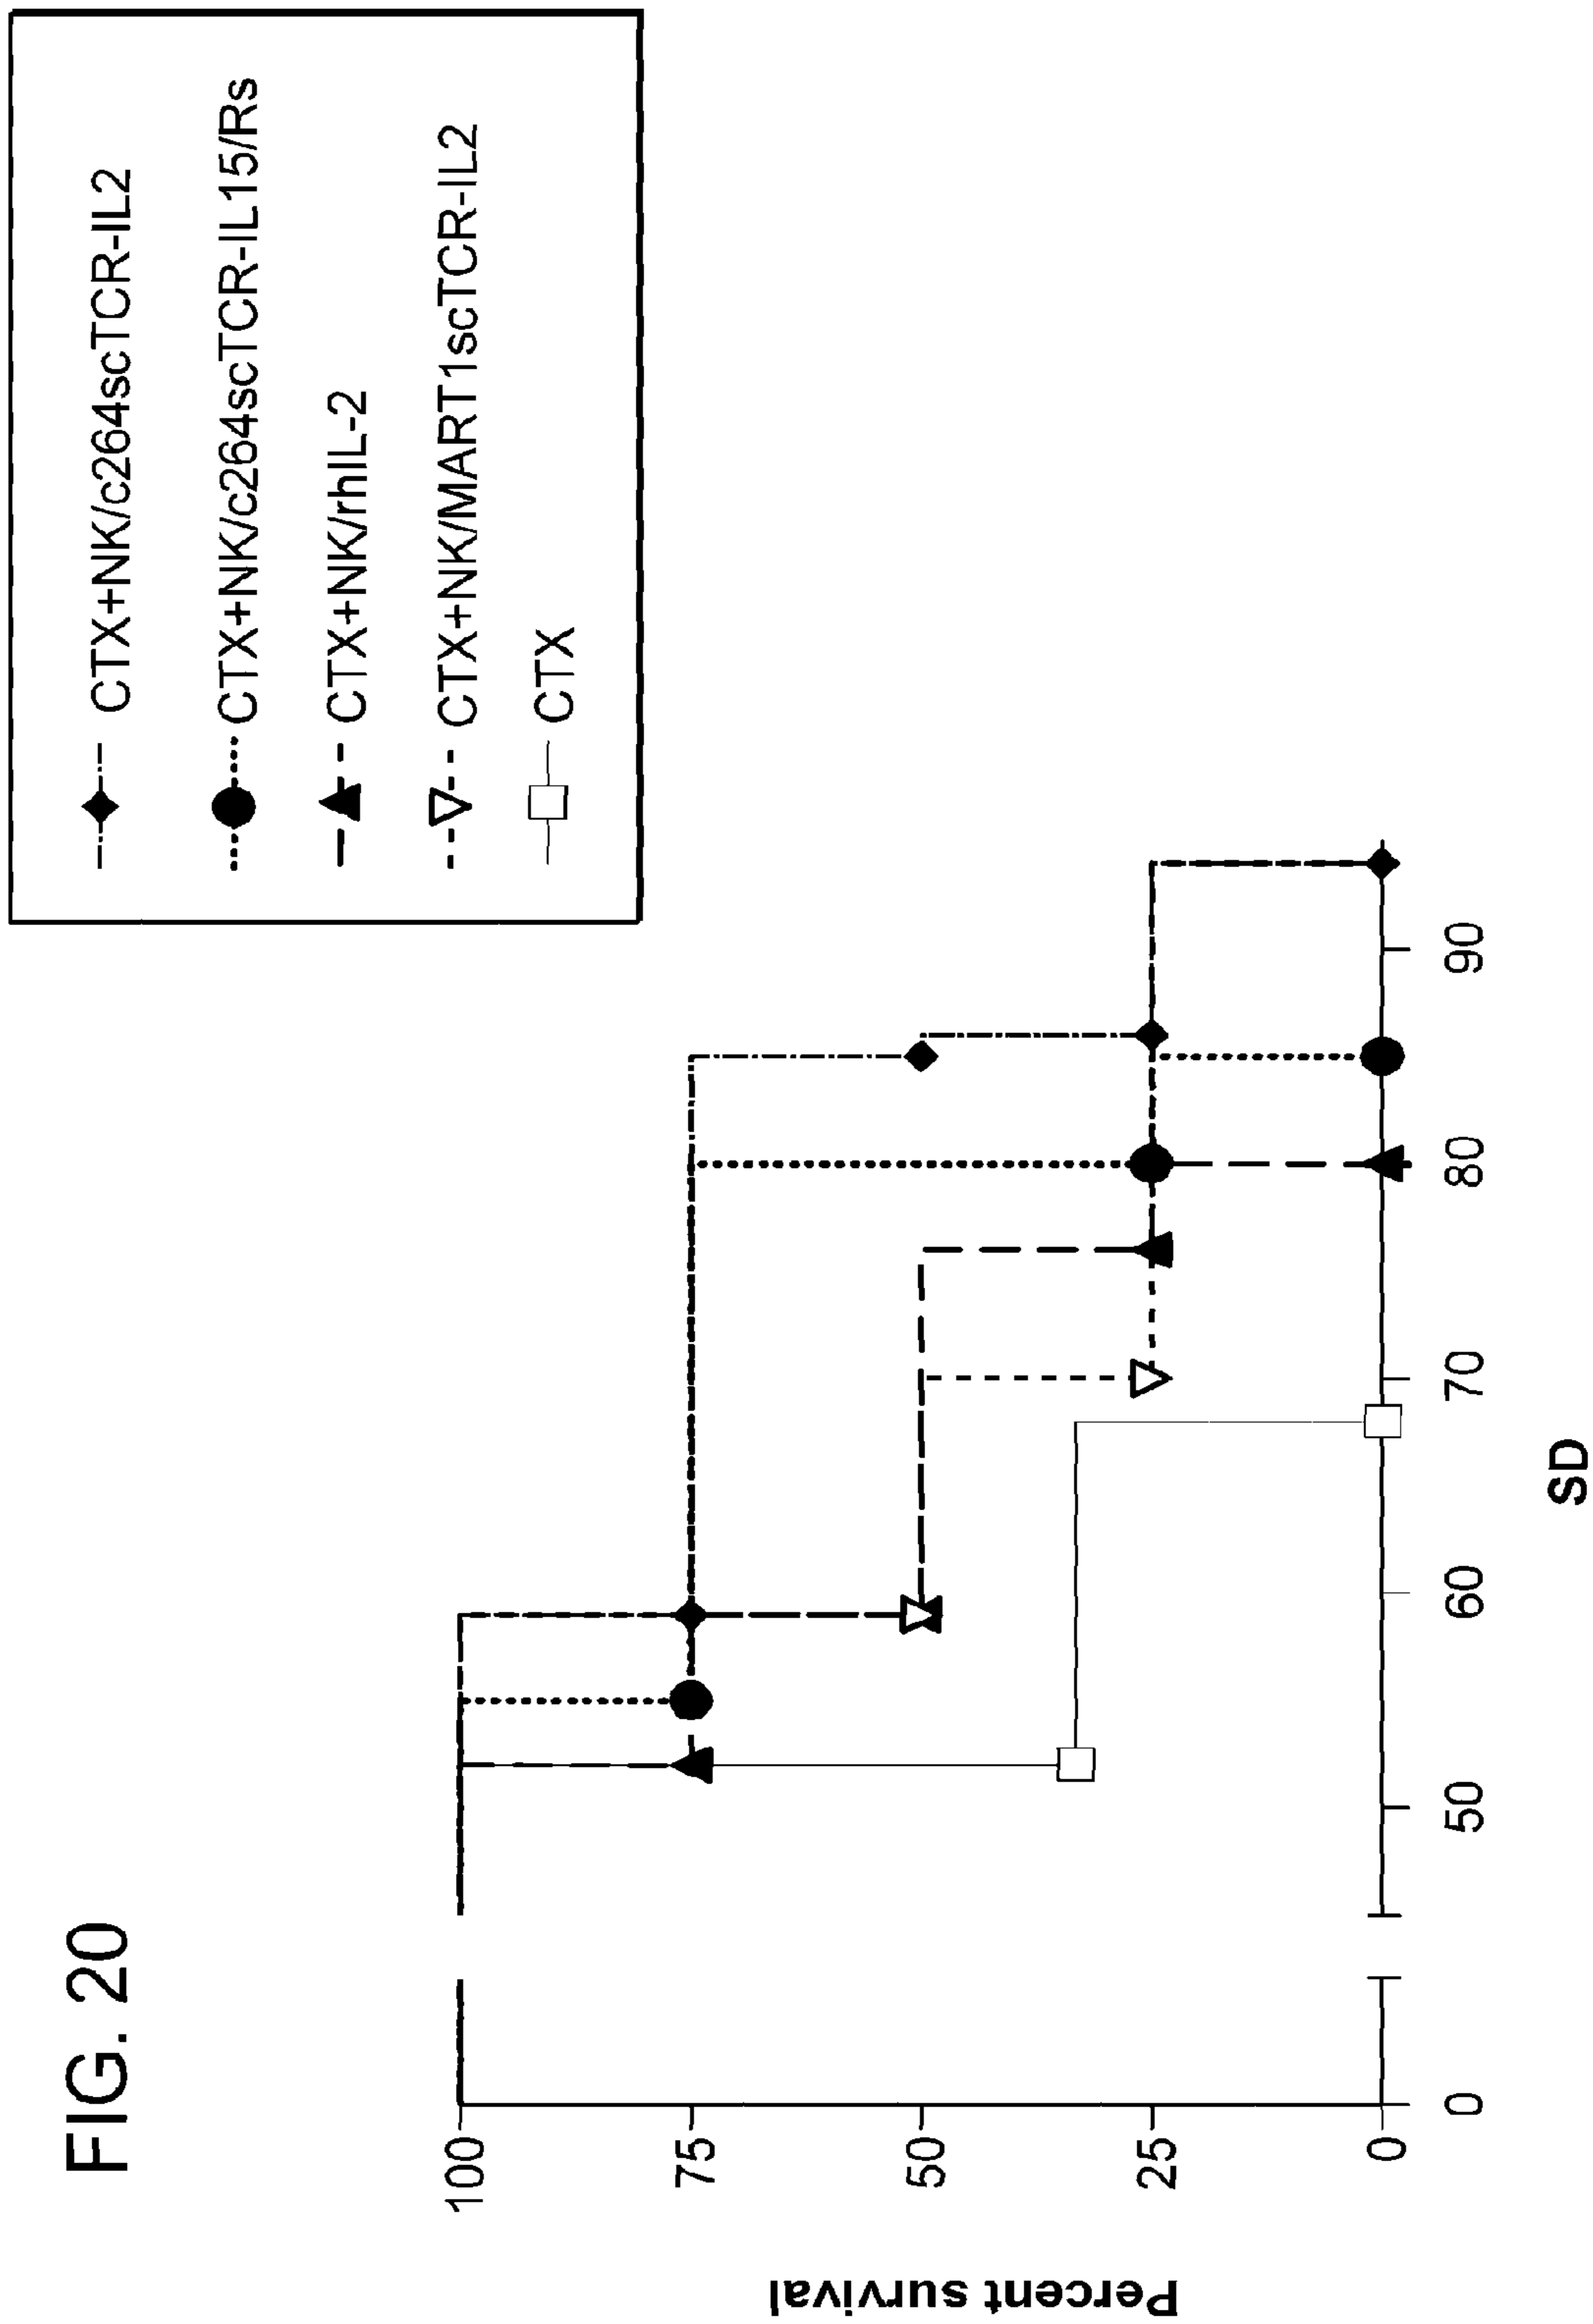 FIG. 20
CTX+NK/c264scTCR-IL2
CTX+NK/c264scTCR-IL15/Rs
CTX+NK/rhIL-2
CTX+NK/MART1scTCR-IL2
CTX
Percent survival
100
75
50
25
0
0
50
60
70
80
90
SD